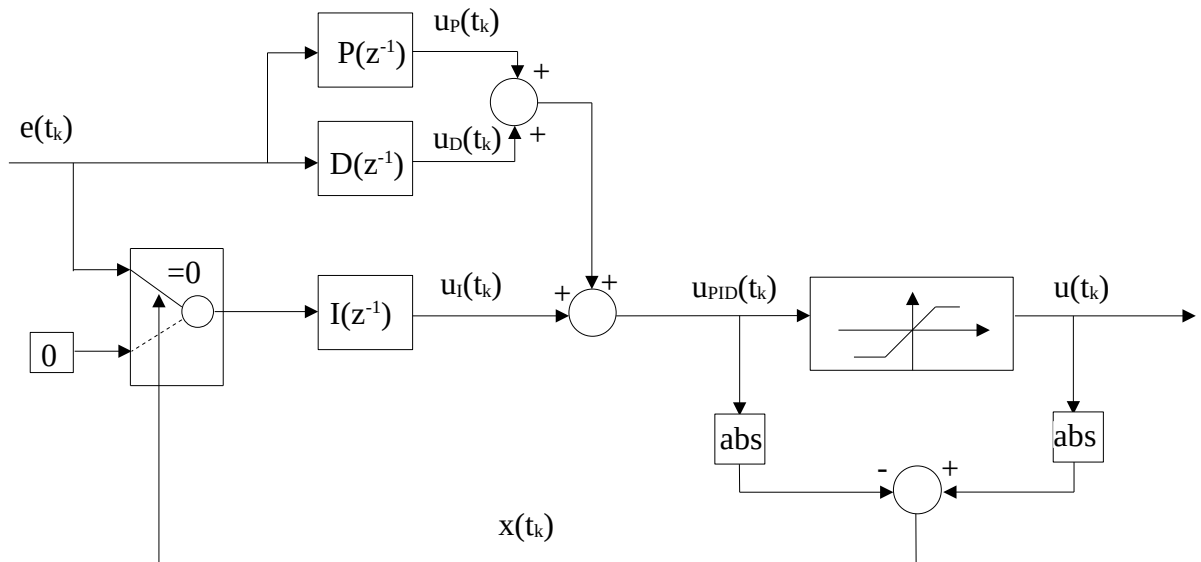 uP(tk)
P(z-1)
+
e(tk)
uD(tk)
+
D(z-1)
=0
uI(tk)
+
+
uPID(tk)
u(tk)
I(z-1)
0
abs
abs
-
+
x(tk)